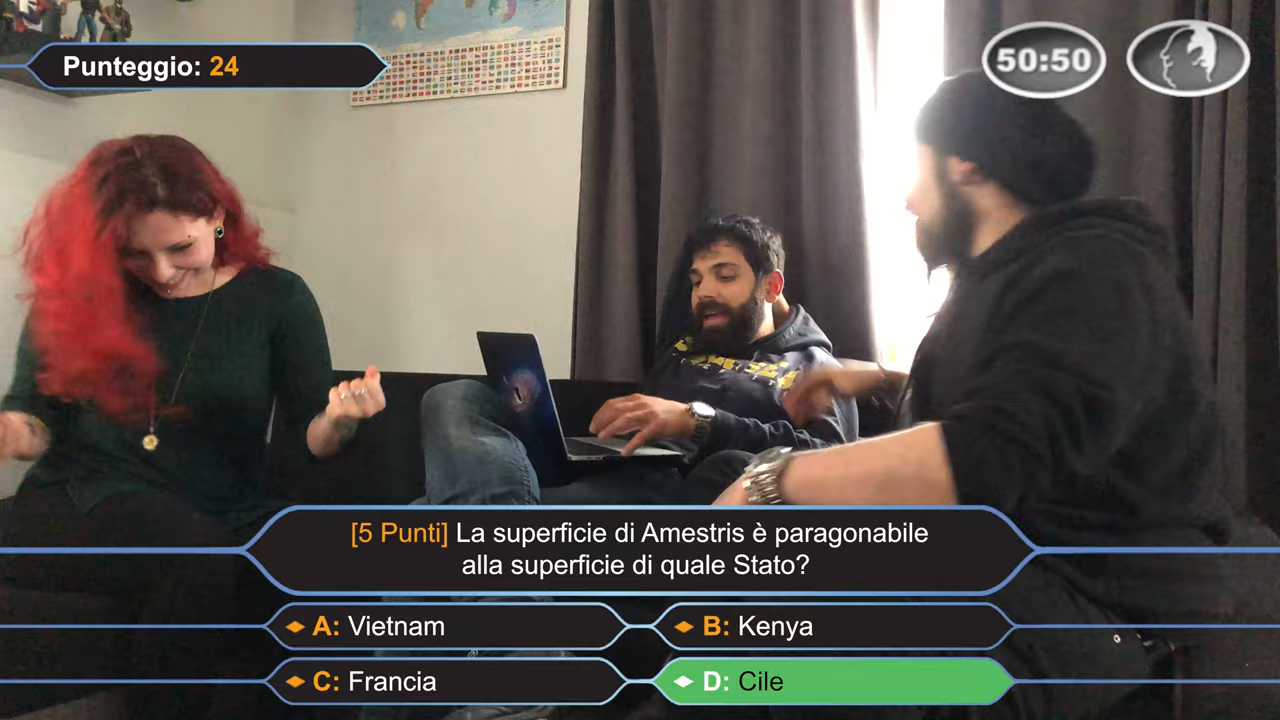 Punteggio: 24
50:50
[5 Punti] La superficie di Amestris è paragonabile
alla superficie di quale Stato?
A: Vietnam
B: Kenya
C: Francia
D: Cile